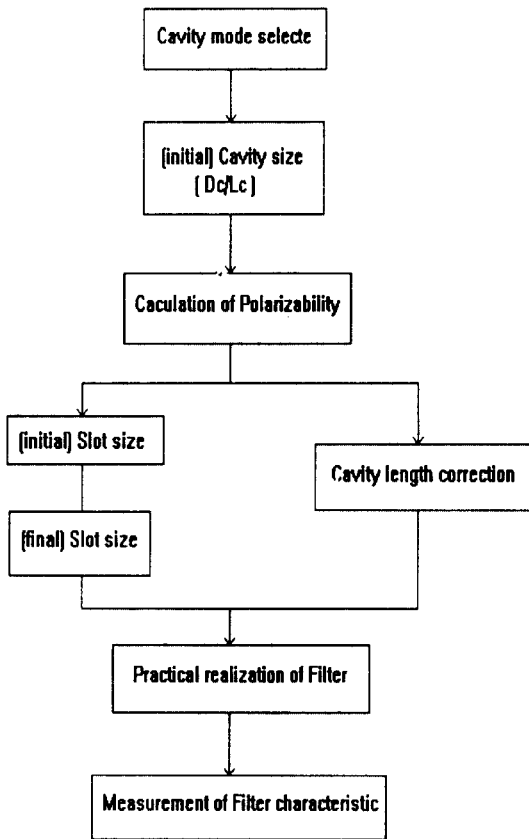 Cavity mode selecte
(initial) Cavity size
( Dc/Lc )
Caculation of Polarizability
(initial) Slot size
Cavity length correction
(final) Slot size
Practical realization of Filter
Measurement of Filter characteristic